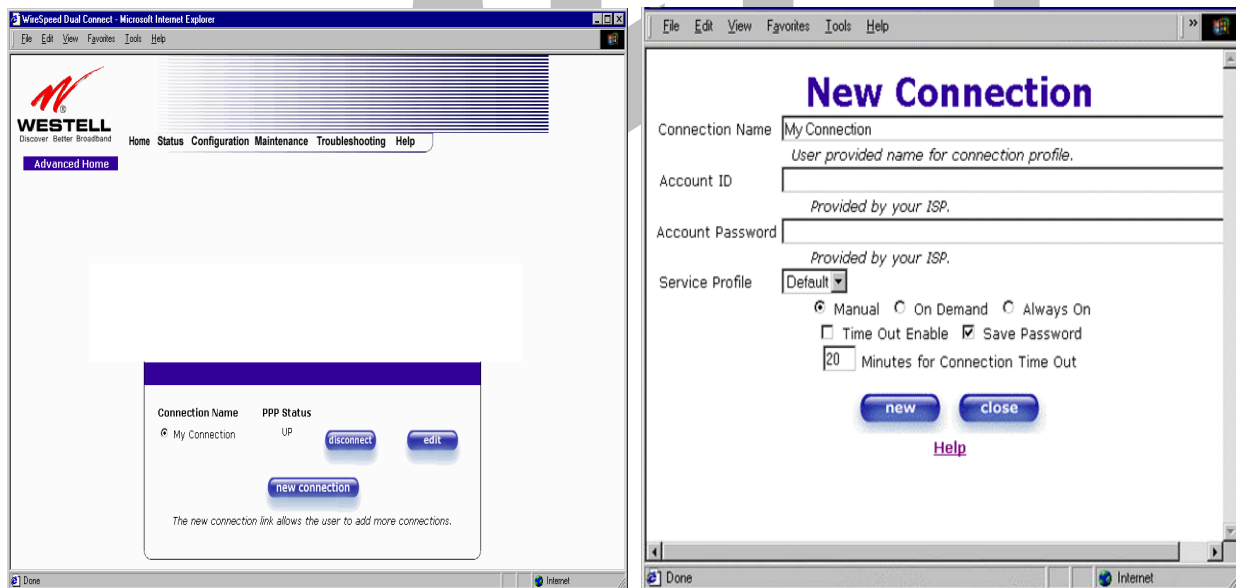 WireSpeed Dual Connect - Microsoft Internet Explorer
File Edit View Favorites Tools Help
WESTELL
®
Discover Better Broadband
Home Status Configuration Maintenance Troubleshooting Help
Advanced Home
Connection Name PPP Status
My Connection UP disconnect edit
new connection
The new connection link allows the user to add more connections.
Done Internet
File Edit View Favorites Tools Help »
New Connection
Connection Name My Connection
User provided name for connection profile.
Account ID
Provided by your ISP.
Account Password
Provided by your ISP.
Service Profile Default
Manual On Demand Always On
Time Out Enable Save Password
20 Minutes for Connection Time Out
new close
Help
Done Internet